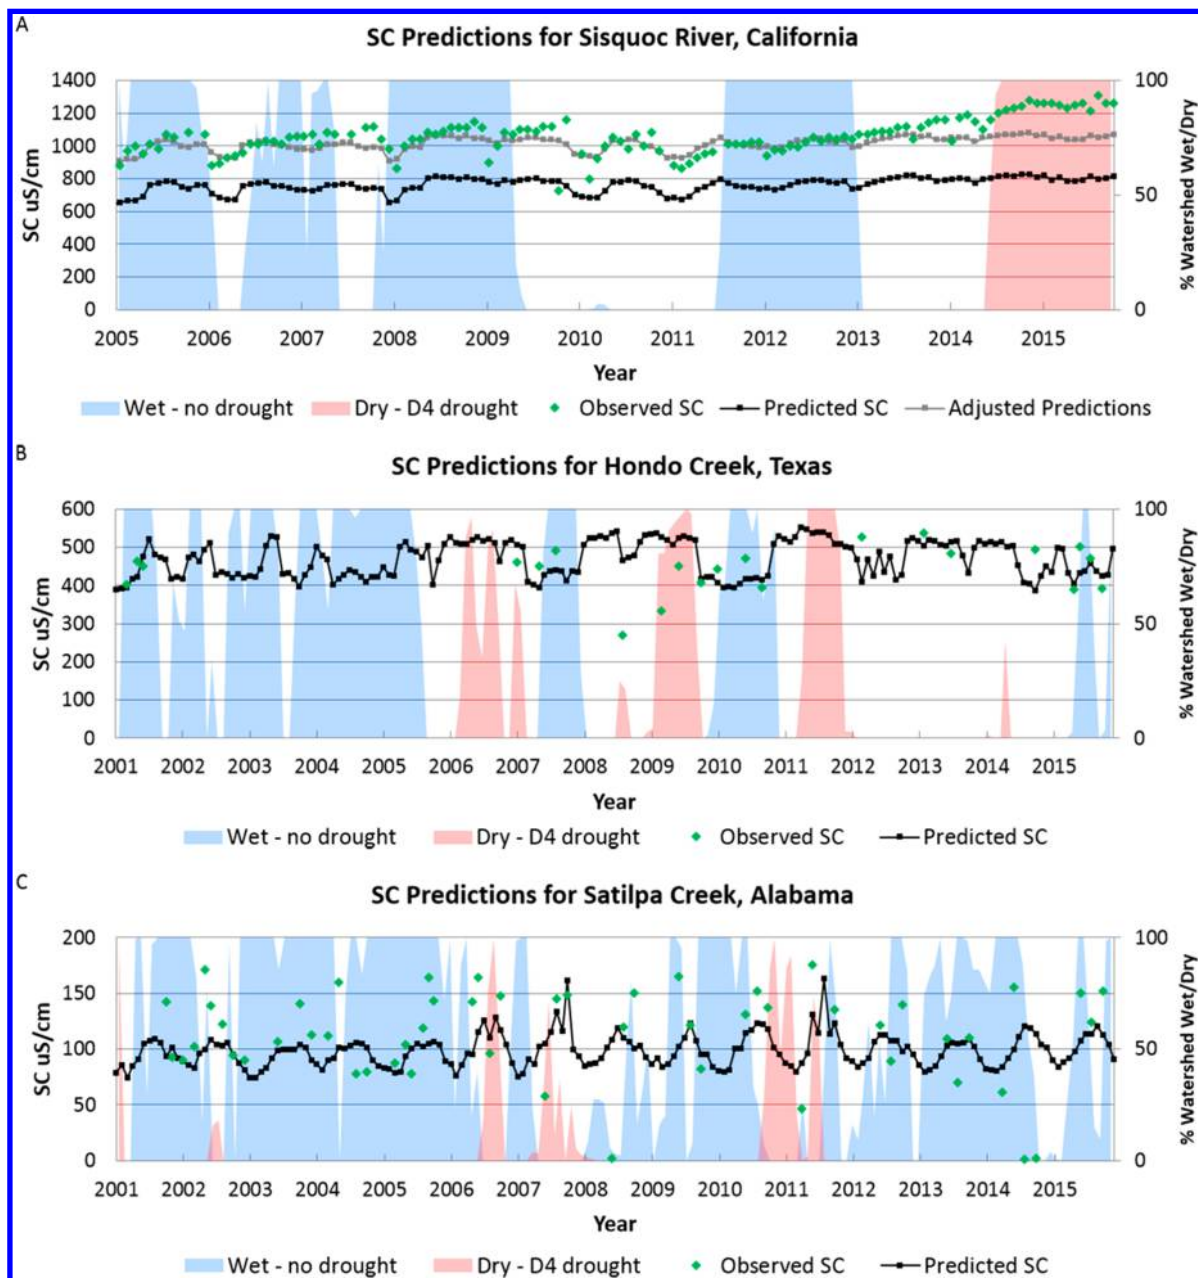 A
SC Predictions for Sisquoc River, California
SC uS/cm
1400
1200
1000
800
600
400
200
0
100
50
0
% Watershed Wet/Dry
2005 2006 2007 2008 2009 2010 2011 2012 2013 2014 2015
Year
Wet - no drought Dry - D4 drought Observed SC Predicted SC Adjusted Predictions
B
SC Predictions for Hondo Creek, Texas
SC uS/cm
600
500
400
300
200
100
0
100
50
0
% Watershed Wet/Dry
2001 2002 2003 2004 2005 2006 2007 2008 2009 2010 2011 2012 2013 2014 2015
Year
Wet - no drought Dry - D4 drought Observed SC Predicted SC
C
SC Predictions for Satilpa Creek, Alabama
SC uS/cm
200
150
100
50
0
100
50
0
% Watershed Wet/Dry
2001 2002 2003 2004 2005 2006 2007 2008 2009 2010 2011 2012 2013 2014 2015
Year
Wet - no drought Dry - D4 drought Observed SC Predicted SC